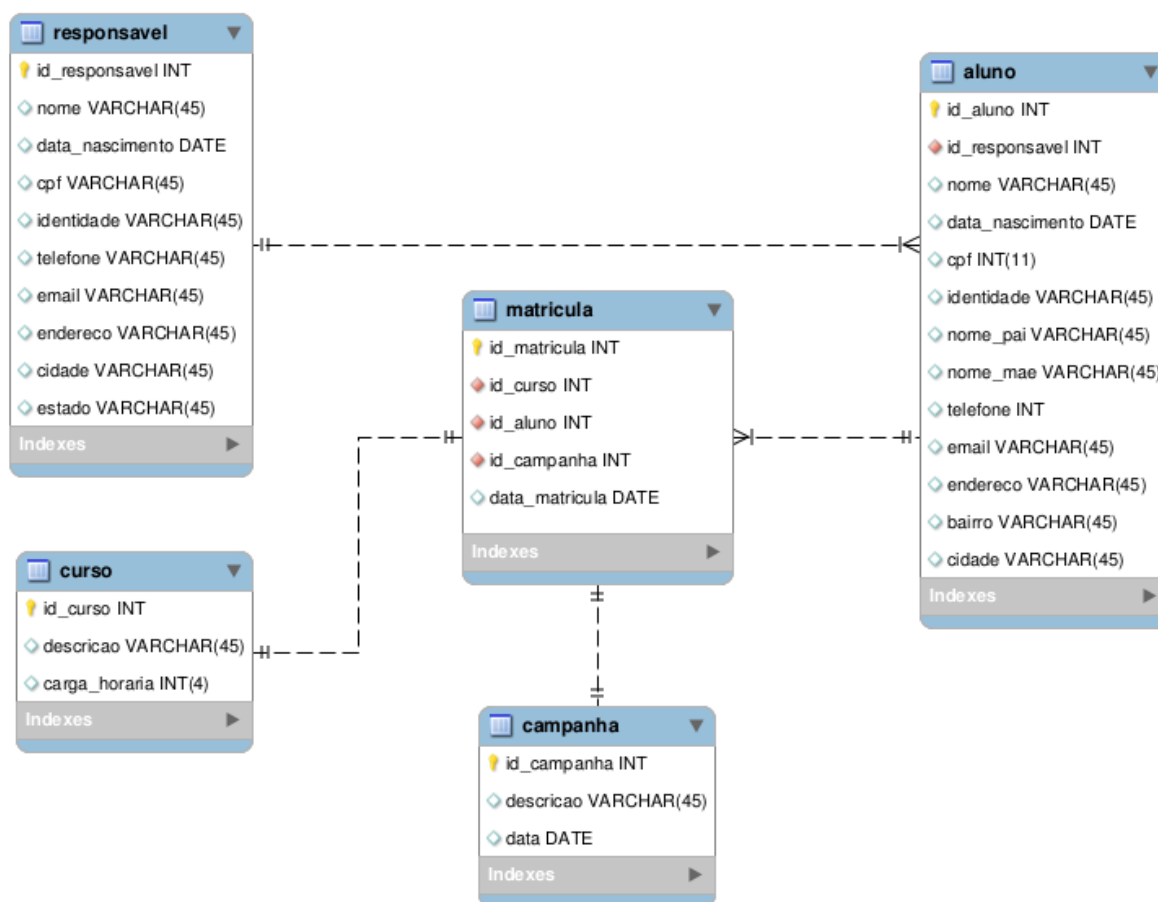 responsavel
id_responsavel INT
nome VARCHAR(45)
data_nascimento DATE
cpf VARCHAR(45)
identidade VARCHAR(45)
telefone VARCHAR(45)
email VARCHAR(45)
endereco VARCHAR(45)
cidade VARCHAR(45)
estado VARCHAR(45)
Indexes
aluno
id_aluno INT
id_responsavel INT
nome VARCHAR(45)
data_nascimento DATE
cpf INT(11)
identidade VARCHAR(45)
nome_pai VARCHAR(45)
nome_mae VARCHAR(45)
telefone INT
email VARCHAR(45)
endereco VARCHAR(45)
bairro VARCHAR(45)
cidade VARCHAR(45)
Indexes
matricula
id_matricula INT
id_curso INT
id_aluno INT
id_campanha INT
data_matricula DATE
Indexes
curso
id_curso INT
descricao VARCHAR(45)
carga_horaria INT(4)
Indexes
campanha
id_campanha INT
descricao VARCHAR(45)
data DATE
Indexes